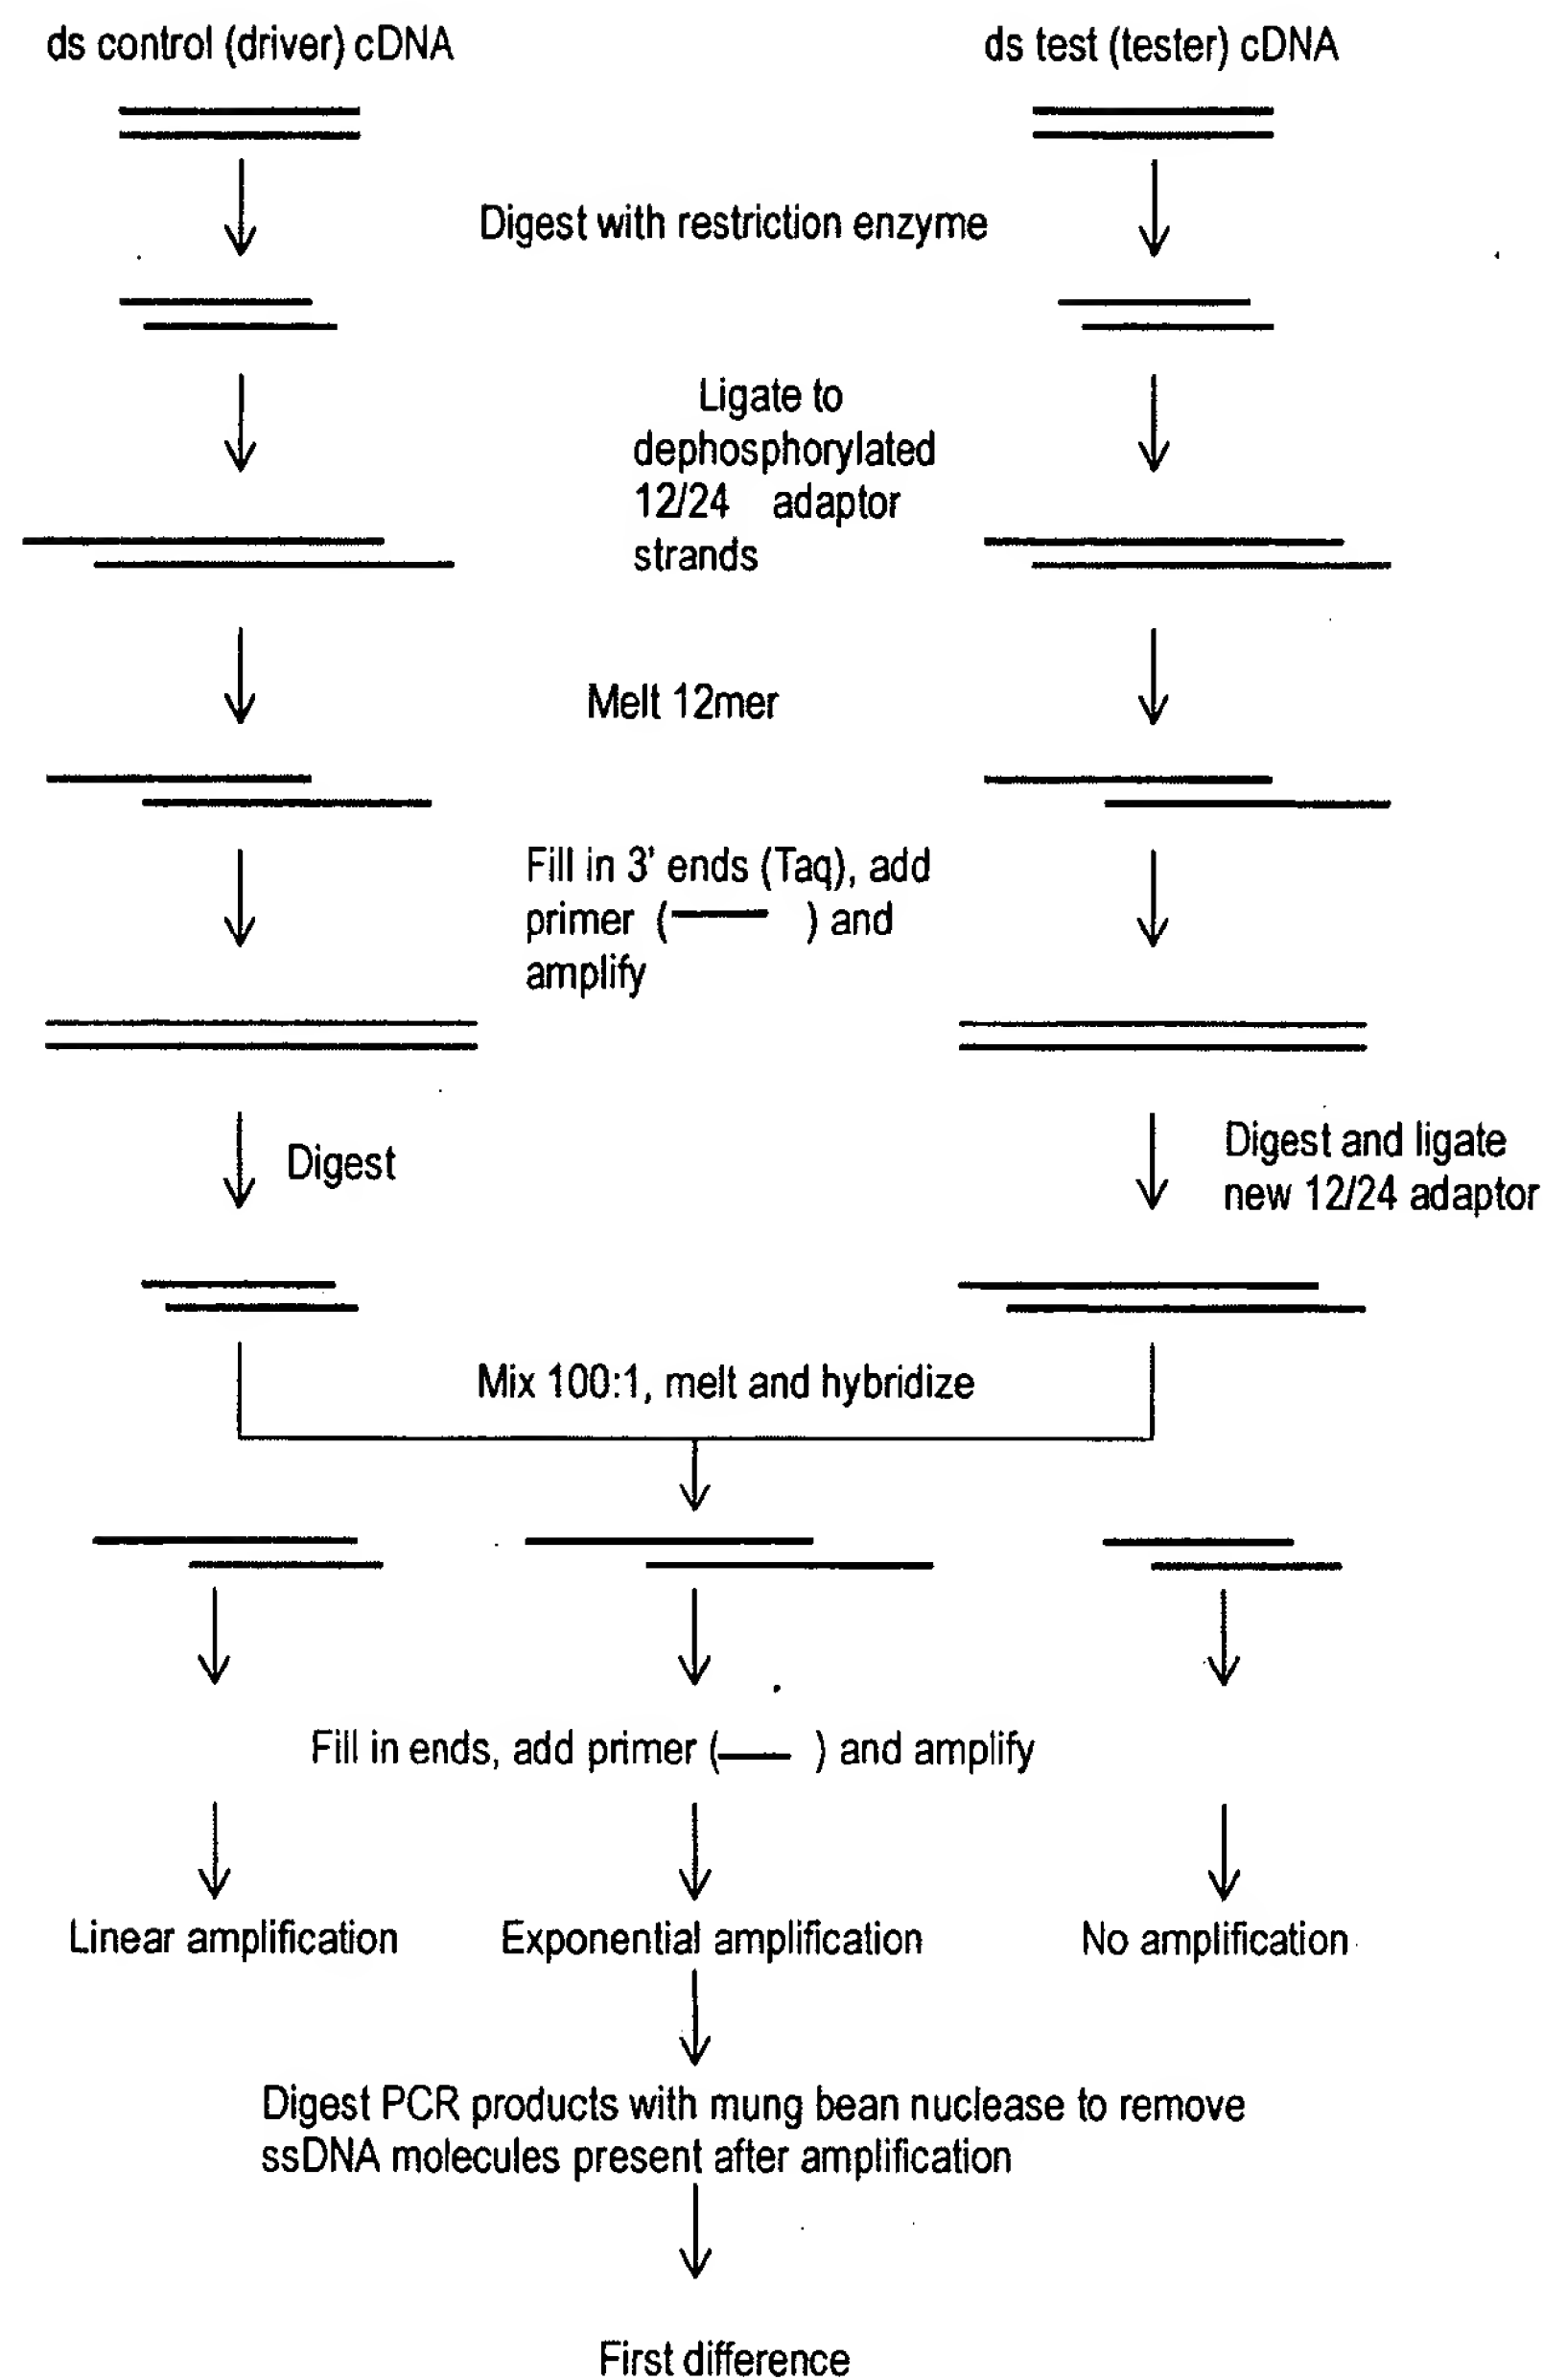 ds control (driver) cDNA
ds test (tester) cDNA
Digest with restriction enzyme
Ligate to
dephosphorylated
12/24 adaptor
strands
Melt 12mer
Fill in 3' ends (Taq), add
primer ( ) and
amplify
Digest
Digest and ligate
new 12/24 adaptor
Mix 100:1, melt and hybridize
Fill in ends, add primer ( ) and amplify
Linear amplification
Exponential amplification
No amplification
Digest PCR products with mung bean nuclease to remove
ssDNA molecules present after amplification
First difference